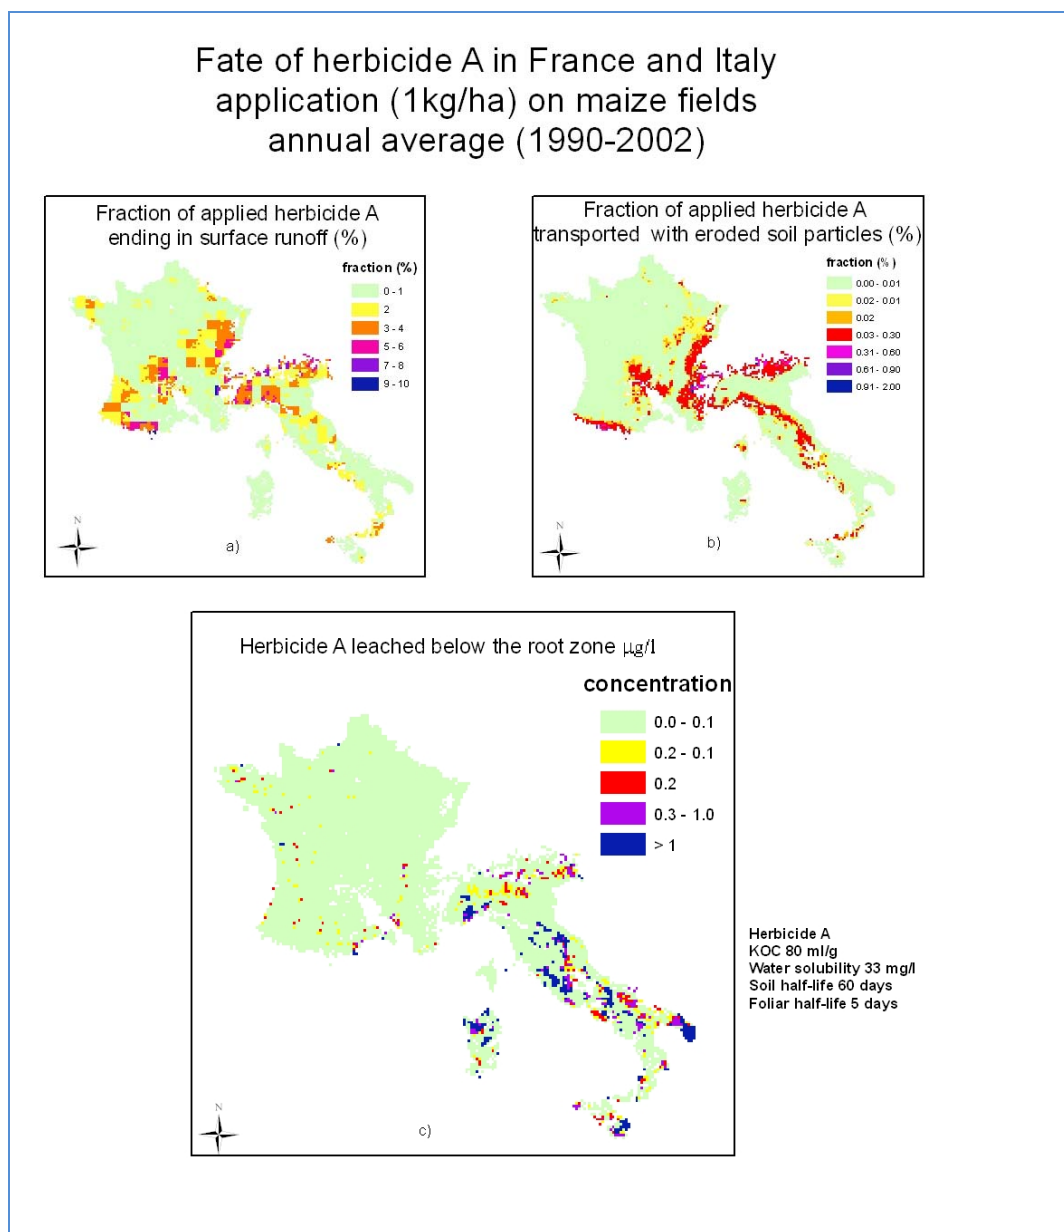 Fate of herbicide A in France and Italy
application (1kg/ha) on maize fields
annual average (1990-2002)
Fraction of applied herbicide A
ending in surface runoff (%)
fraction (%)
0 - 1
2
3 - 4
5 - 6
7 - 8
9 - 10
N
a)
Fraction of applied herbicide A
transported with eroded soil particles (%)
fraction (%)
0.00 - 0.01
0.02 - 0.01
0.02
0.03 - 0.30
0.31 - 0.60
0.61 - 0.90
0.91 - 2.00
N
b)
Herbicide A leached below the root zone µg/l
concentration
0.0 - 0.1
0.2 - 0.1
0.2
0.3 - 1.0
> 1
N
c)
Herbicide A
KOC 80 ml/g
Water solubility 33 mg/l
Soil half-life 60 days
Foliar half-life 5 days